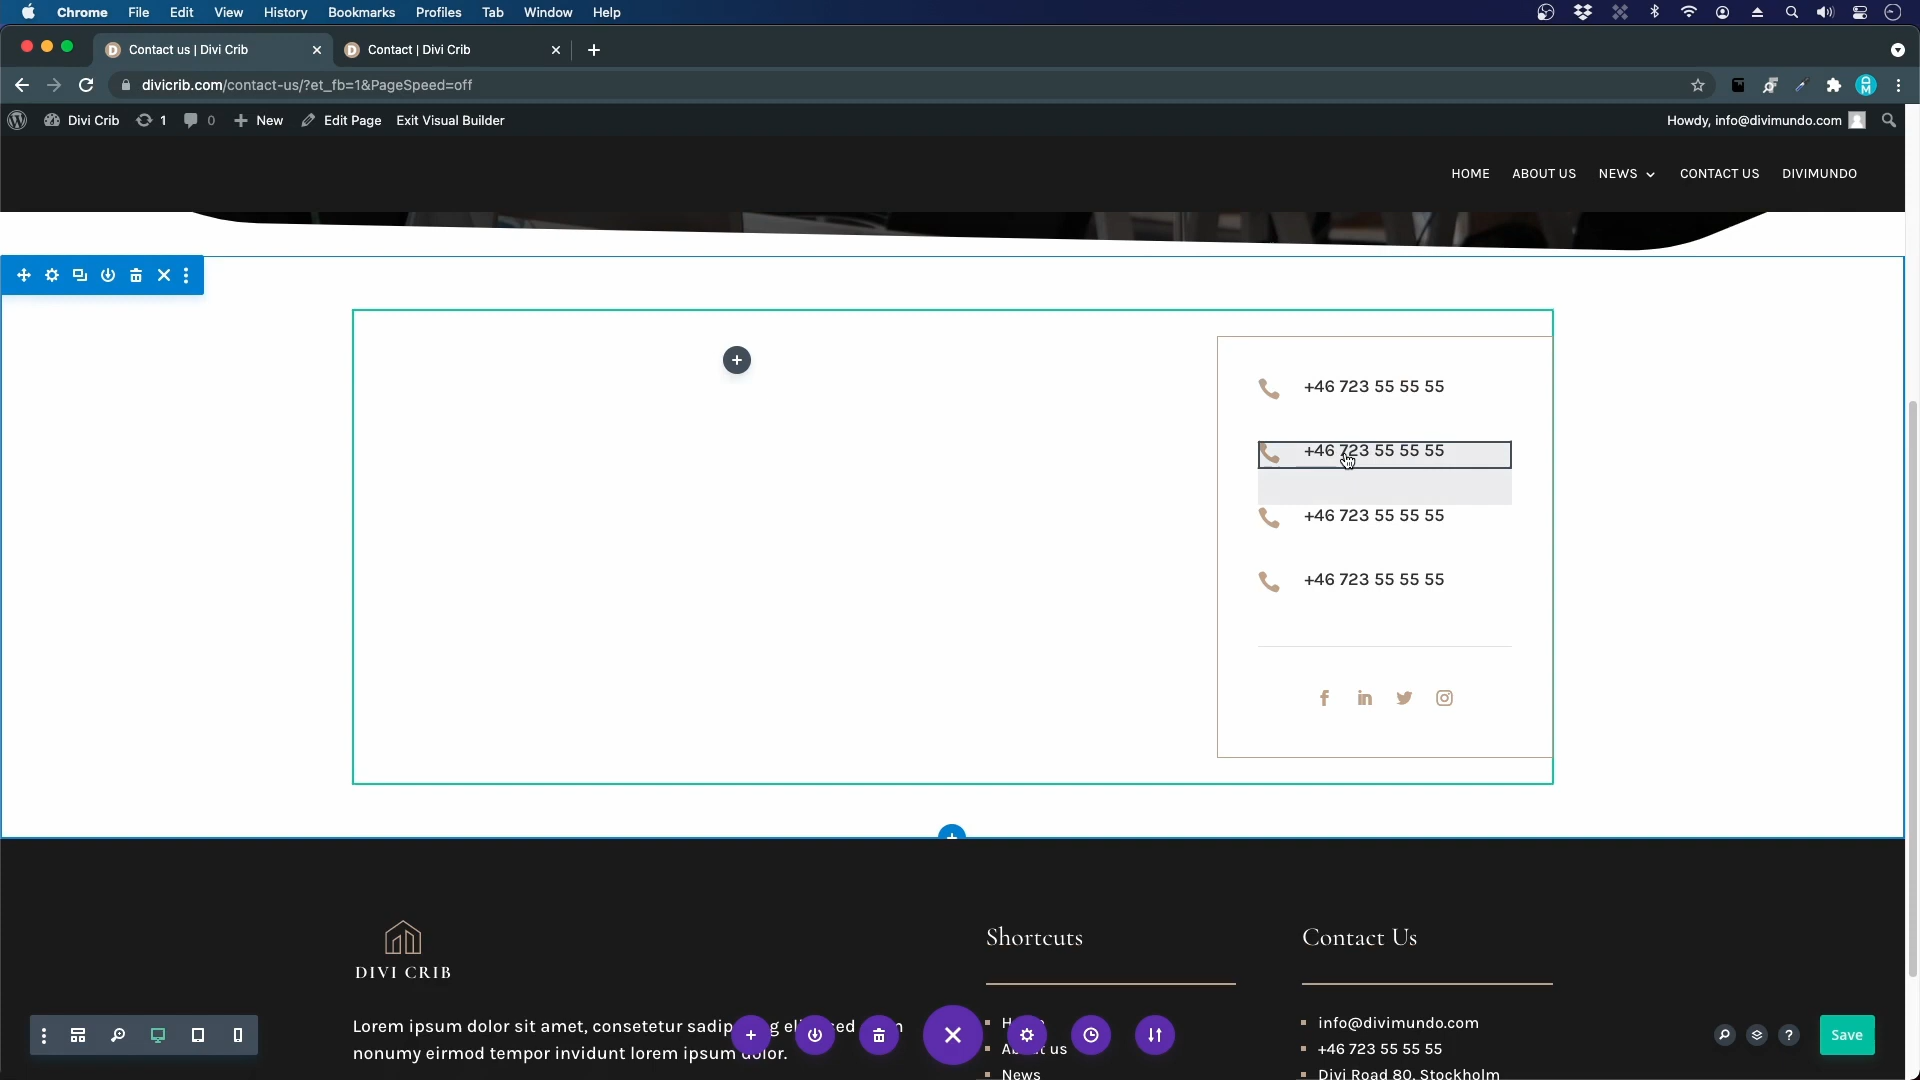 Chrome File Edit View History Bookmarks Profiles Tab Window Help
Contact us | Divi Crib
Contact | Divi Crib
divicrib.com/contact-us/?et_fb=1&PageSpeed=off
Divi Crib 1 0 New Edit Page Exit Visual Builder
Howdy, info@divimundo.com
HOME ABOUT US NEWS CONTACT US DIVIMUNDO
+46 723 55 55 55
+46 723 55 55 55
+46 723 55 55 55
+46 723 55 55 55
DIVI CRIB
Lorem ipsum dolor sit amet, consetetur sed
nonumy eirmod tempor invidunt lorem ipsum dolor.
Shortcuts
us
News
Contact Us
info@divimundo.com
+46 723 55 55 55
Divi Road 80, Stockholm
Save